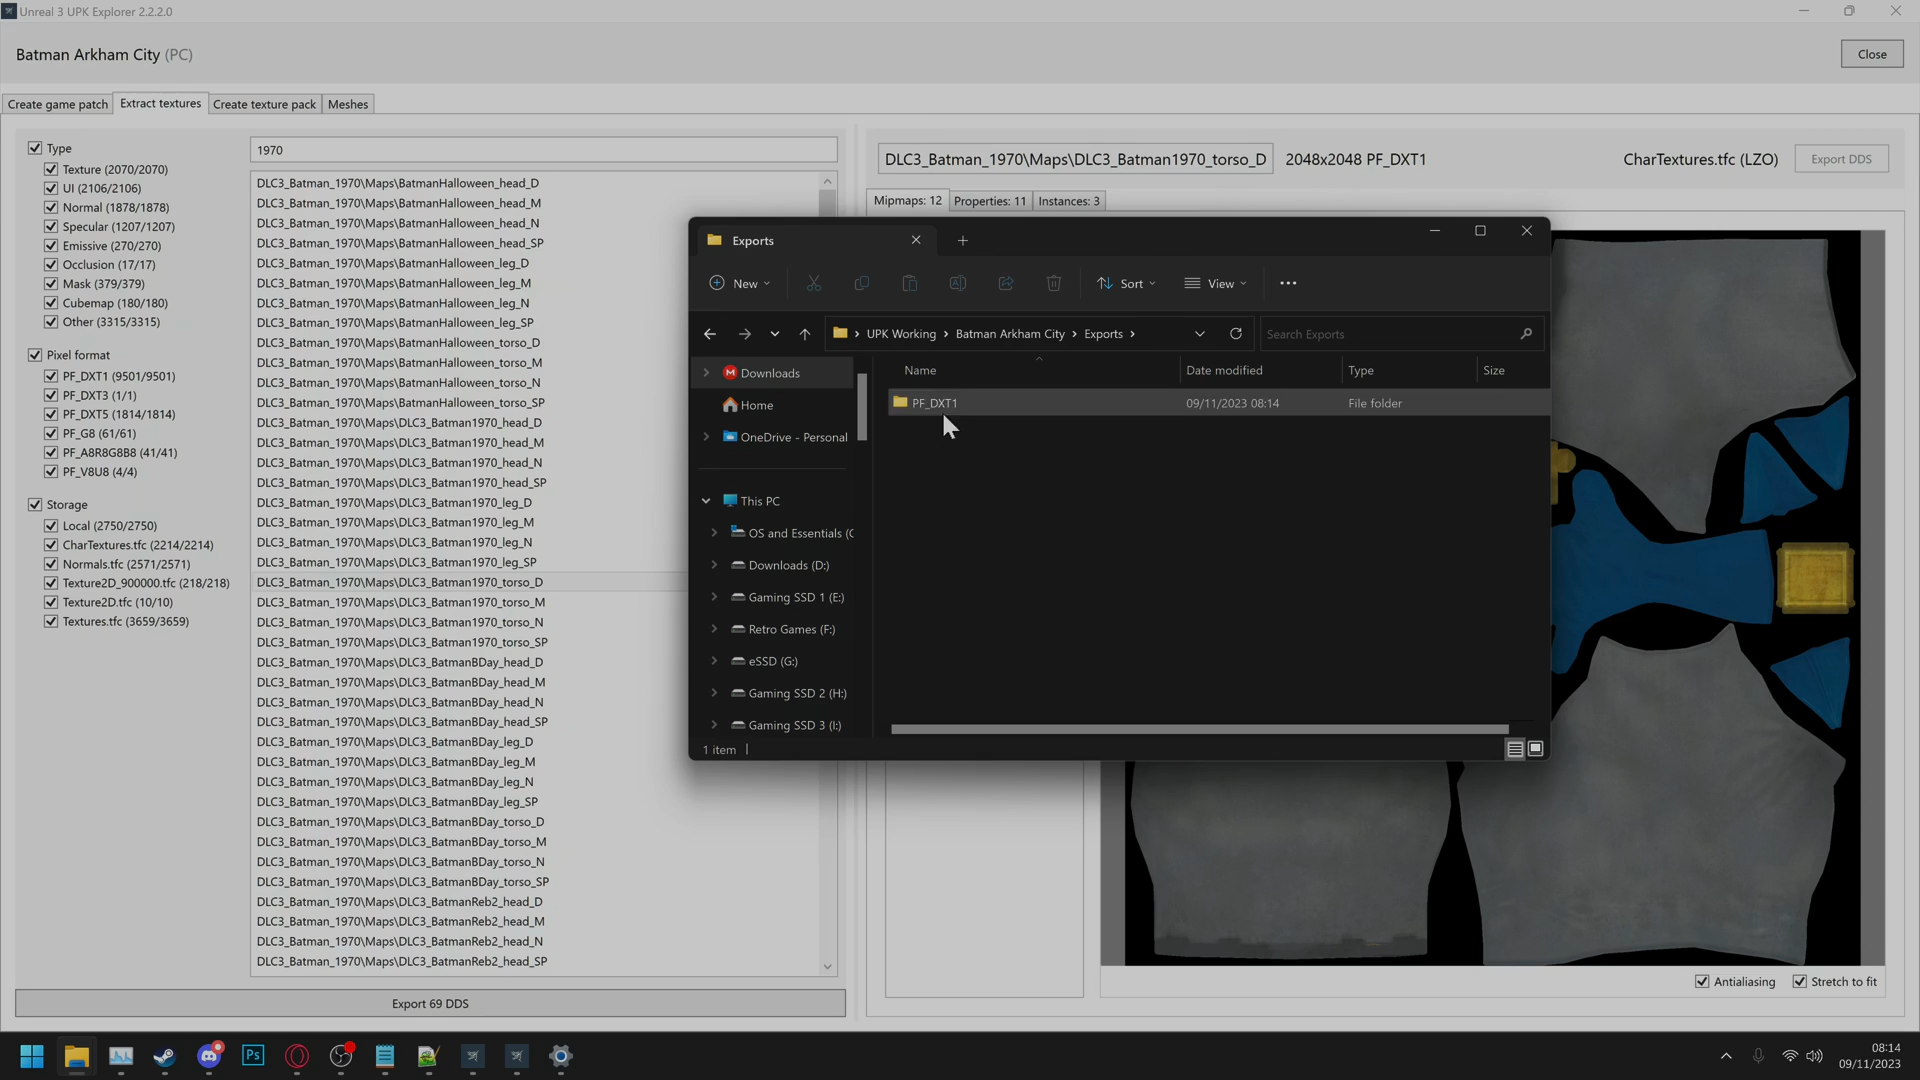 Unreal 3 UPK Explorer 2.2.2.0
Batman Arkham City (PC)
Close
Create game patch
Extract textures
Create texture pack
Meshes
Type
Texture (2070/2070)
UI (2106/2106)
Normal (1878/1878)
Specular (1207/1207)
Emissive (270/270)
Occlusion (17/17)
Mask (379/379)
Cubemap (180/180)
Other (3315/3315)
Pixel format
PF_DXT1 (9501/9501)
PF_DXT3 (1/1)
PF_DXT5 (1814/1814)
PF_G8 (61/61)
PF_A8R8G8B8 (41/41)
PF_V8U8 (4/4)
Storage
Local (2750/2750)
CharTextures.tfc (2214/2214)
Normals.tfc (2571/2571)
Texture2D_900000.tfc (218/218)
Texture2D.tfc (10/10)
Textures.tfc (3659/3659)
1970
DLC3_Batman_1970\Maps\BatmanHalloween_head_D
DLC3_Batman_1970\Maps\BatmanHalloween_head_M
DLC3_Batman_1970\Maps\BatmanHalloween_head_N
DLC3_Batman_1970\Maps\BatmanHalloween_head_SP
DLC3_Batman_1970\Maps\BatmanHalloween_leg_D
DLC3_Batman_1970\Maps\BatmanHalloween_leg_M
DLC3_Batman_1970\Maps\BatmanHalloween_leg_N
DLC3_Batman_1970\Maps\BatmanHalloween_leg_SP
DLC3_Batman_1970\Maps\BatmanHalloween_torso_D
DLC3_Batman_1970\Maps\BatmanHalloween_torso_M
DLC3_Batman_1970\Maps\BatmanHalloween_torso_N
DLC3_Batman_1970\Maps\BatmanHalloween_torso_SP
DLC3_Batman_1970\Maps\DLC3_Batman1970_head_D
DLC3_Batman_1970\Maps\DLC3_Batman1970_head_M
DLC3_Batman_1970\Maps\DLC3_Batman1970_head_N
DLC3_Batman_1970\Maps\DLC3_Batman1970_head_SP
DLC3_Batman_1970\Maps\DLC3_Batman1970_leg_D
DLC3_Batman_1970\Maps\DLC3_Batman1970_leg_M
DLC3_Batman_1970\Maps\DLC3_Batman1970_leg_N
DLC3_Batman_1970\Maps\DLC3_Batman1970_leg_SP
DLC3_Batman_1970\Maps\DLC3_Batman1970_torso_D
DLC3_Batman_1970\Maps\DLC3_Batman1970_torso_M
DLC3_Batman_1970\Maps\DLC3_Batman1970_torso_N
DLC3_Batman_1970\Maps\DLC3_Batman1970_torso_SP
DLC3_Batman_1970\Maps\DLC3_BatmanBDay_head_D
DLC3_Batman_1970\Maps\DLC3_BatmanBDay_head_M
DLC3_Batman_1970\Maps\DLC3_BatmanBDay_head_N
DLC3_Batman_1970\Maps\DLC3_BatmanBDay_head_SP
DLC3_Batman_1970\Maps\DLC3_BatmanBDay_leg_D
DLC3_Batman_1970\Maps\DLC3_BatmanBDay_leg_M
DLC3_Batman_1970\Maps\DLC3_BatmanBDay_leg_N
DLC3_Batman_1970\Maps\DLC3_BatmanBDay_leg_SP
DLC3_Batman_1970\Maps\DLC3_BatmanBDay_torso_D
DLC3_Batman_1970\Maps\DLC3_BatmanBDay_torso_M
DLC3_Batman_1970\Maps\DLC3_BatmanBDay_torso_N
DLC3_Batman_1970\Maps\DLC3_BatmanBDay_torso_SP
DLC3_Batman_1970\Maps\DLC3_BatmanReb2_head_D
DLC3_Batman_1970\Maps\DLC3_BatmanReb2_head_M
DLC3_Batman_1970\Maps\DLC3_BatmanReb2_head_N
DLC3_Batman_1970\Maps\DLC3_BatmanReb2_head_SP
Export 69 DDS
DLC3_Batman_1970\Maps\DLC3_Batman1970_torso_D
2048x2048 PF_DXT1
CharTextures.tfc (LZO)
Export DDS
Mipmaps: 12
Properties: 11
Instances: 3
Exports
New
Sort
View
UPK Working
Batman Arkham City
Exports
Search Exports
Downloads
Home
OneDrive - Personal
This PC
OS and Essentials (C
Downloads (D:)
Gaming SSD 1 (E:)
Retro Games (F:)
eSSD (G:)
Gaming SSD 2 (H:)
Gaming SSD 3 (I:)
Name
Date modified
Type
Size
PF_DXT1
09/11/2023 08:14
File folder
1 item
Antialiasing
Stretch to fit
Ps
08:14
09/11/2023